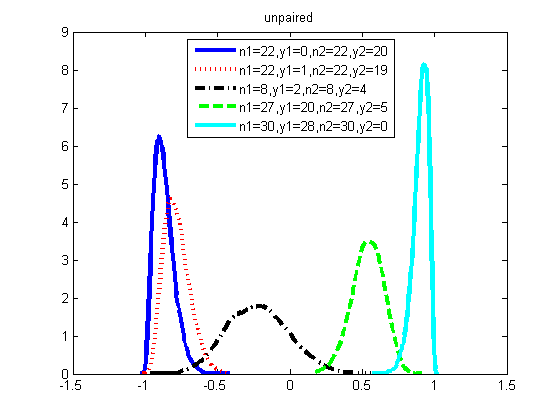 unpaired
9
8
7
6
5
4
3
2
1
0
n1=22,y1=0,n2=22,y2=20
n1=22,y1=1,n2=22,y2=19
n1=8,y1=2,n2=8,y2=4
n1=27,y1=20,n2=27,y2=5
n1=30,y1=28,n2=30,y2=0
-1.5 -1 -0.5 0 0.5 1 1.5